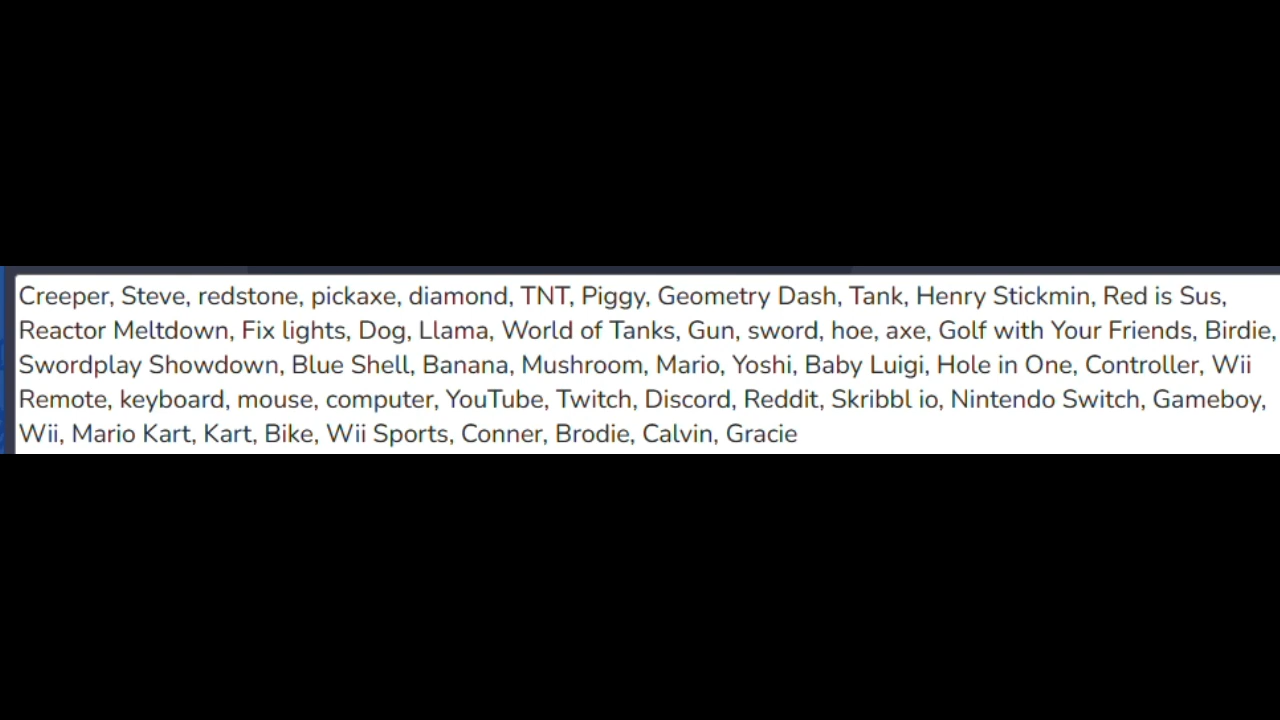 Creeper, Steve, redstone, pickaxe, diamond, TNT, Piggy, Geometry Dash, Tank, Henry Stickmin, Red is Sus,
Reactor Meltdown, Fix lights, Dog, Llama, World of Tanks, Gun, sword, hoe, axe, Golf with Your Friends, Birdie,
Swordplay Showdown, Blue Shell, Banana, Mushroom, Mario, Yoshi, Baby Luigi, Hole in One, Controller, Wii
Remote, keyboard, mouse, computer, YouTube, Twitch, Discord, Reddit, Skribbl io, Nintendo Switch, Gameboy,
Wii, Mario Kart, Kart, Bike, Wii Sports, Conner, Brodie, Calvin, Gracie